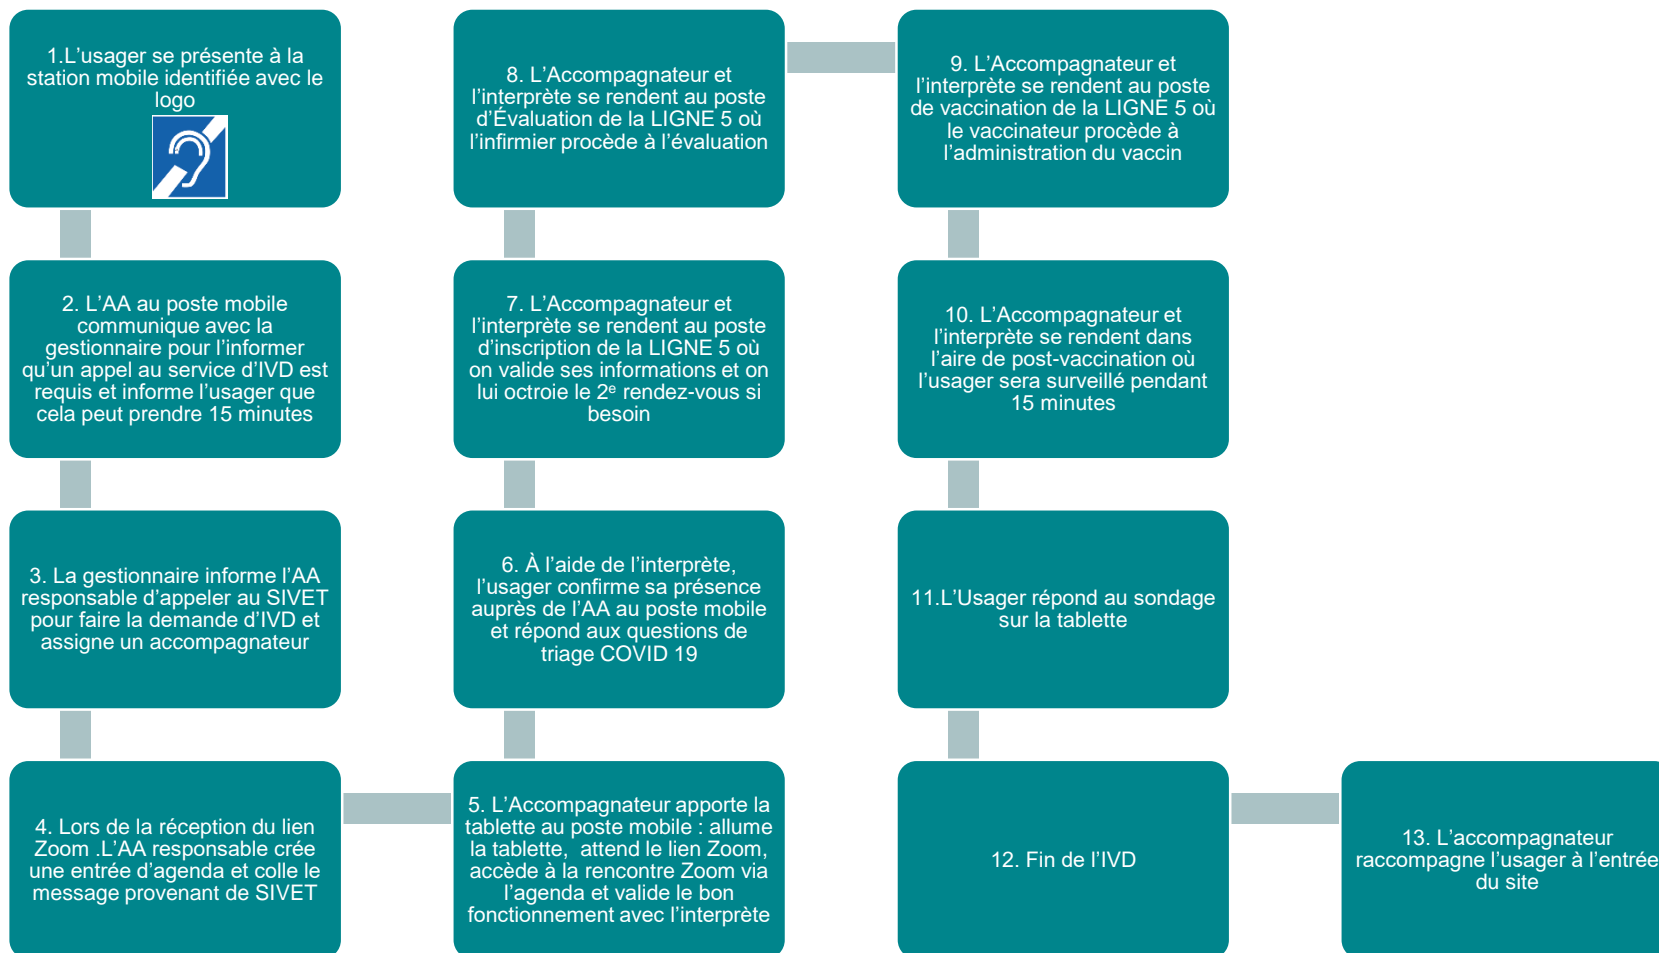 1.L’usager se présente à la
station mobile identifiée avec le
logo
2. L’AA au poste mobile
communique avec la
gestionnaire pour l’informer
qu’un appel au service d’IVD est
requis et informe l’usager que
cela peut prendre 15 minutes
3. La gestionnaire informe l’AA
responsable d’appeler au SIVET
pour faire la demande d’IVD et
assigne un accompagnateur
4. Lors de la réception du lien
Zoom .L’AA responsable crée
une entrée d’agenda et colle le
message provenant de SIVET
5. L’Accompagnateur apporte la
tablette au poste mobile : allume
la tablette,  attend le lien Zoom,
accède à la rencontre Zoom via
l’agenda et valide le bon
fonctionnement avec l’interprète
6. À l’aide de l’interprète,
l’usager confirme sa présence
auprès de l’AA au poste mobile
et répond aux questions de
triage COVID 19
7. L’Accompagnateur et
l’interprète se rendent au poste
d’inscription de la LIGNE 5 où
on valide ses informations et on
lui octroie le 2ᵉ rendez-vous si
besoin
8. L’Accompagnateur et
l’interprète se rendent au poste
d’Évaluation de la LIGNE 5 où
l’infirmier procède à l’évaluation
9. L’Accompagnateur et
l’interprète se rendent au poste
de vaccination de la LIGNE 5 où
le vaccinateur procède à
l’administration du vaccin
10. L’Accompagnateur et
l’interprète se rendent dans
l’aire de post-vaccination où
l’usager sera surveillé pendant
15 minutes
11.L’Usager répond au sondage
sur la tablette
12. Fin de l’IVD
13. L’accompagnateur
raccompagne l’usager à l’entrée
du site